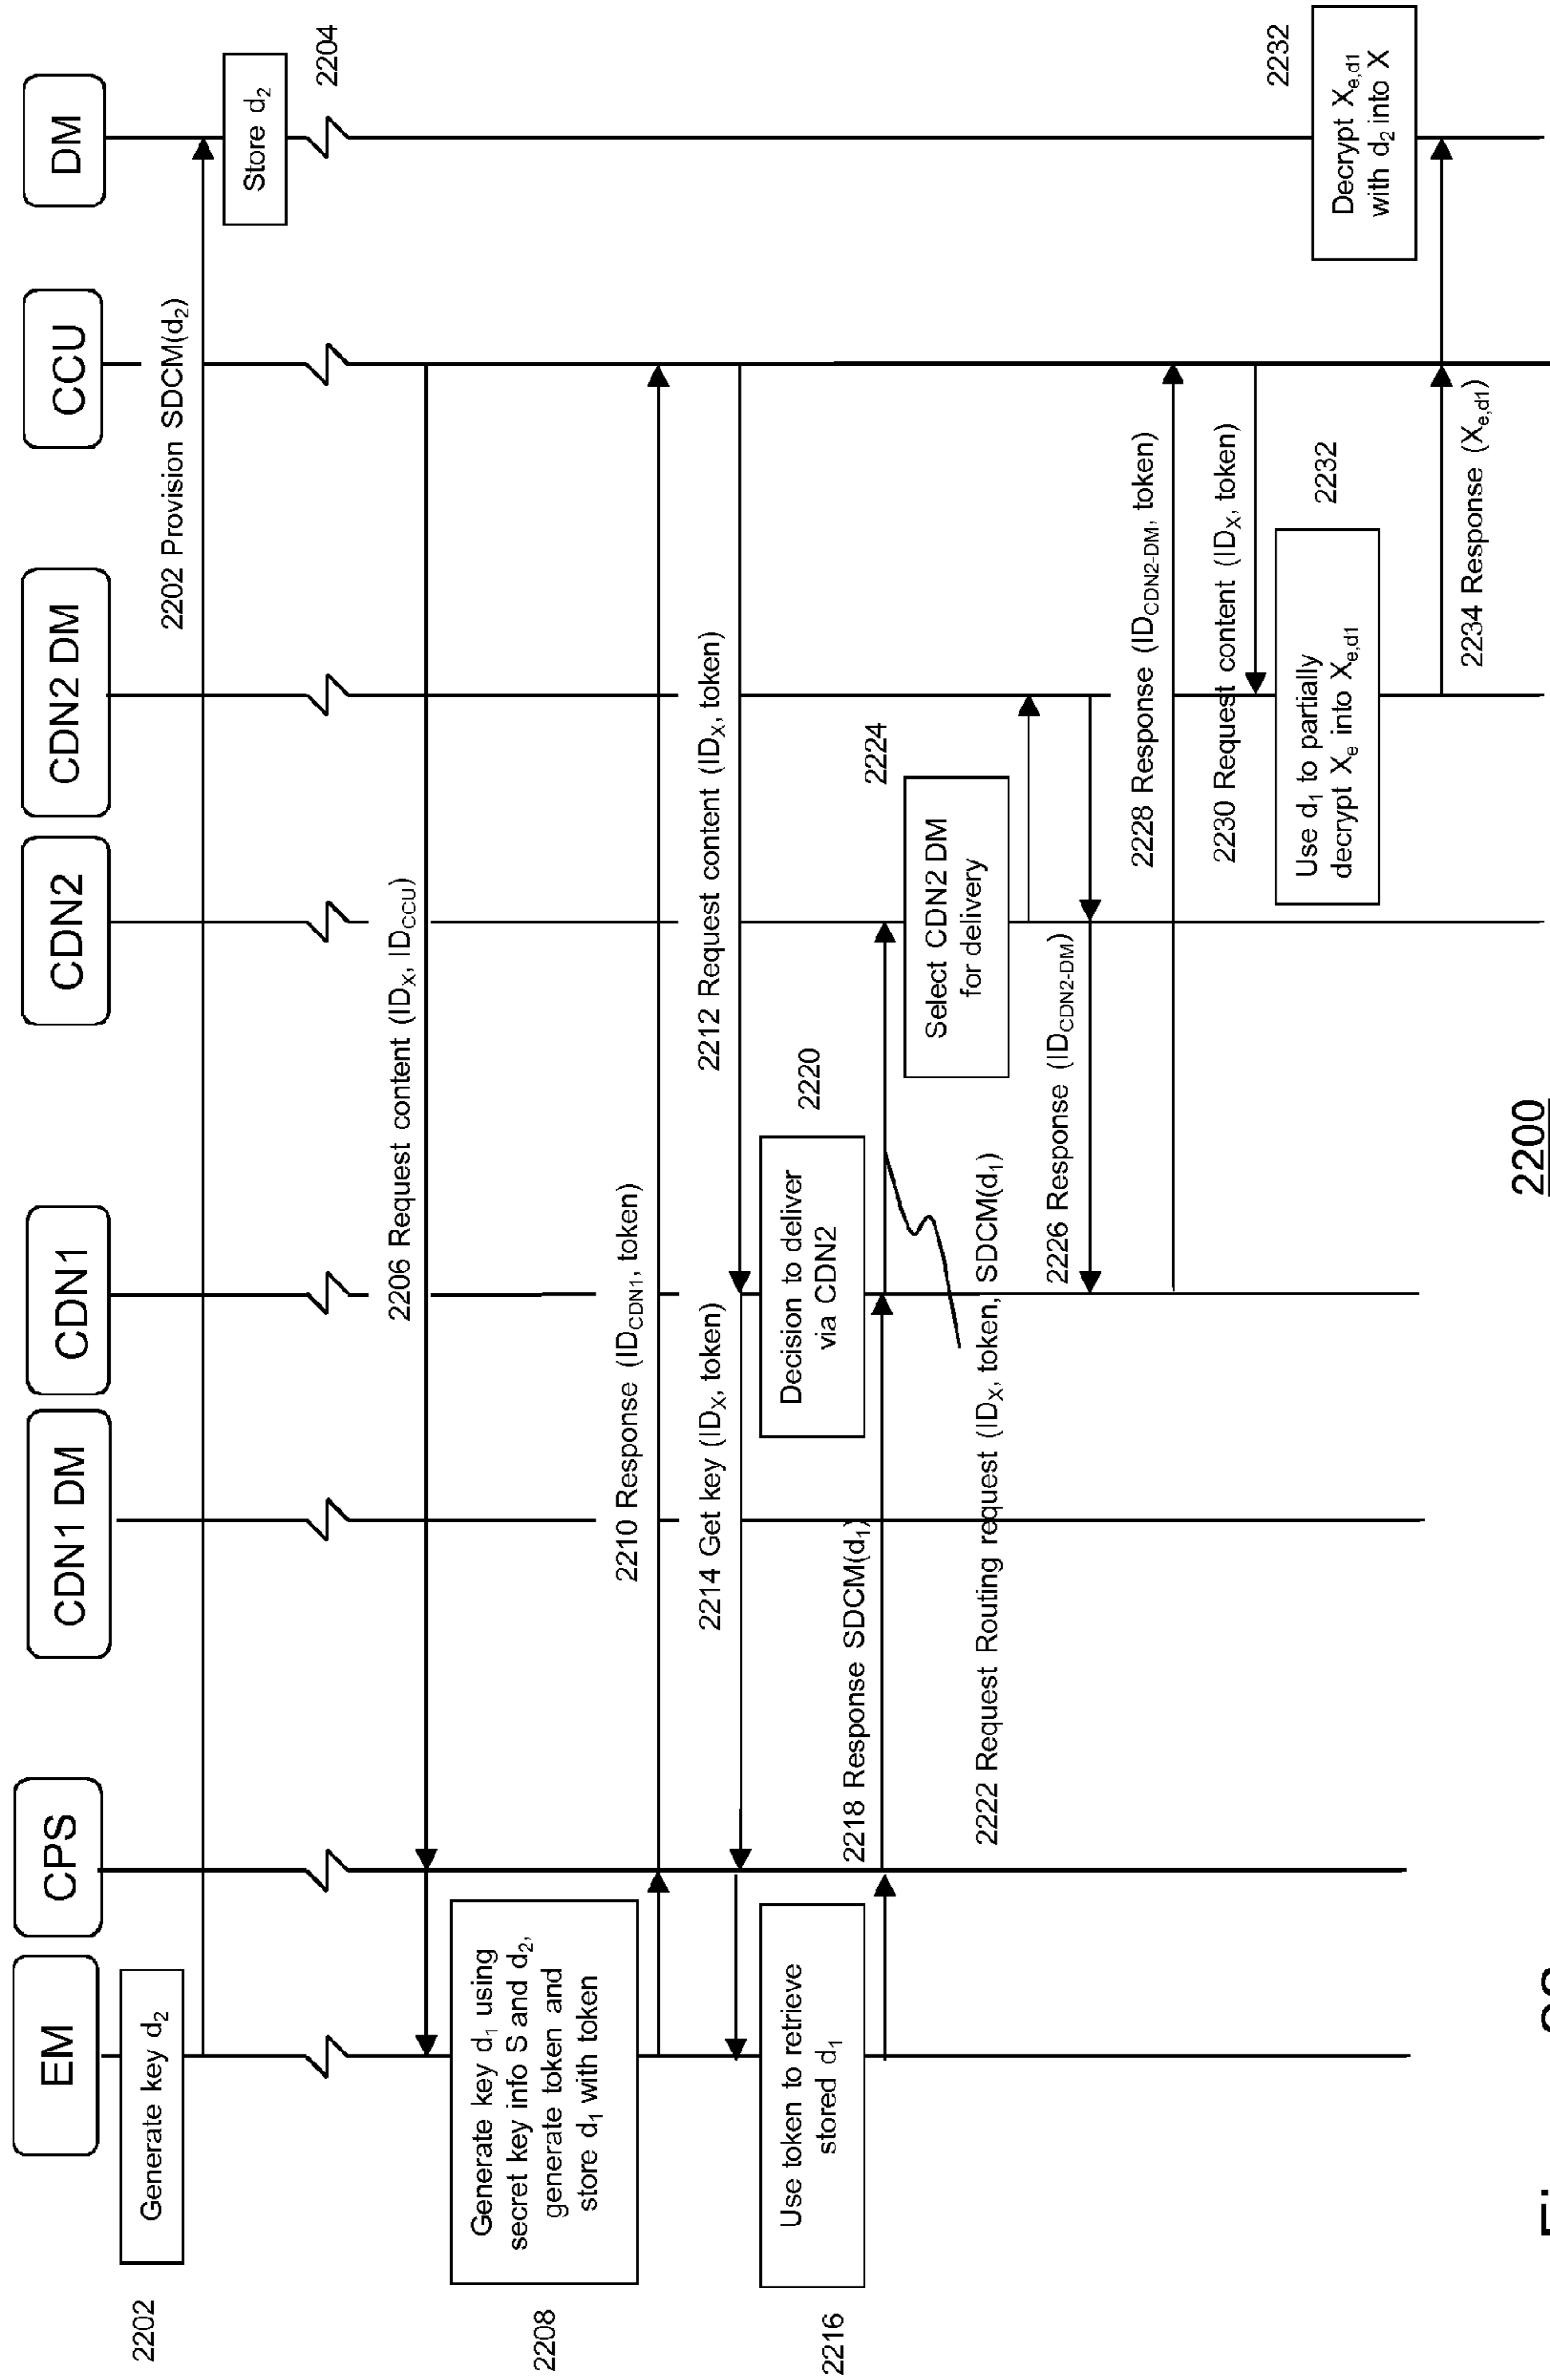 EM
CPS
CDN1 DM
CDN1
CDN2
CDN2 DM
CCU
DM
2202
Generate key d2
2202 Provision SDCM(d2)
Store d2
2204
2206 Request content (IDX, IDCCU)
2208
Generate key d1 using
secret key info S and d2,
generate token and
store d1 with token
2210 Response (IDCDN1, token)
2212 Request content (IDX, token)
2214 Get key (IDX, token)
2216
Use token to retrieve
stored d1
2218 Response SDCM(d1)
Decision to deliver
via CDN2
2220
2222 Request Routing request (IDX, token, SDCM(d1)
Select CDN2 DM
for delivery
2224
2226 Response (IDCDN2-DM)
2228 Response (IDCDN2-DM, token)
2230 Request content (IDX, token)
Use d1 to partially
decrypt Xe into Xe,d1
2232
Decrypt Xe,d1
with d2 into X
2232
2234 Response (Xe,d1)
2200